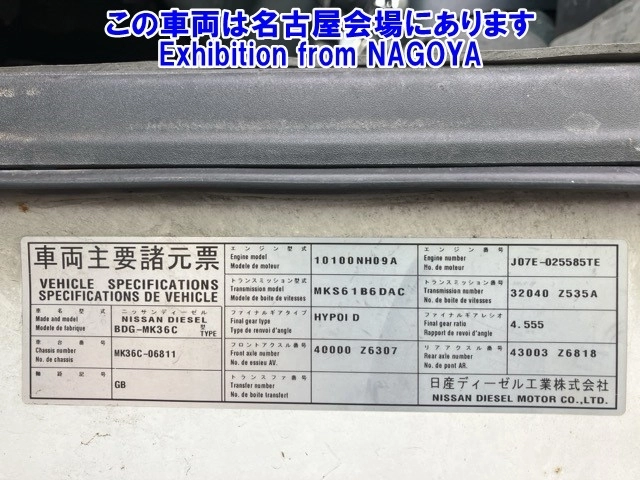 この車両は名古屋会場にあります
Exhibition from NAGOYA
車両主要諸元票
VEHICLE SPECIFICATIONS
SPECIFICATIONS DE VEHICLE
車名
Make and model
Modele de fabrique
ニッサンディーゼル
NISSAN DIESEL
BDG-MK36C
型
TYPE
車台番号
Chassis number
No. de chassis
MK36C-06811
GB
エンジン型式
Engine model
Modele de moteur
10100NH09A
エンジン番号
Engine number
No. de moteur
J07E-025585TE
トランスミッション型式
Transmission model
Modele de boite de vitesses
MKS61B6DAC
トランスミッション番号
Transmission number
No. de boite de vitesses
32040 Z535A
ファイナルギアタイプ
Final gear type
Type de revoi d'angle
HYPOID
ファイナルギアレシオ
Final gear ratio
Rapport de revoi d'angle
4.555
フロントアクスル番号
Front axle number
No. de essieu AV.
40000 Z6307
リアアクスル番号
Rear axle number
No. de pont AR.
43003 Z6818
トランスファ番号
Transfer number
No. de boite transfert
日産ディーゼル工業株式会社
NISSAN DIESEL MOTOR CO.,LTD.